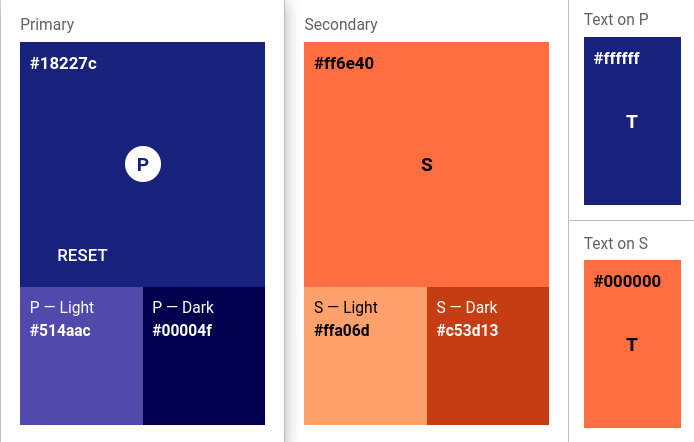 Primary
#18227c
P
RESET
P — Light
#514aac
P — Dark
#00004f
Secondary
#ff6e40
S
S — Light
#ffa06d
S — Dark
#c53d13
Text on P
#ffffff
T
Text on S
#000000
T